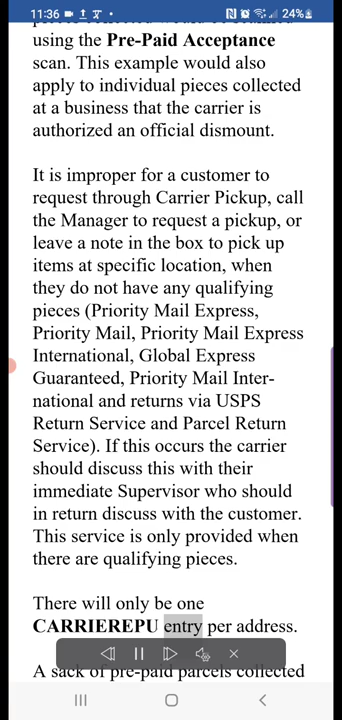 11:36
24%
using the Pre-Paid Acceptance
scan. This example would also
apply to individual pieces collected
at a business that the carrier is
authorized an official dismount.
It is improper for a customer to
request through Carrier Pickup, call
the Manager to request a pickup, or
leave a note in the box to pick up
items at specific location, when
they do not have any qualifying
pieces (Priority Mail Express,
Priority Mail, Priority Mail Express
International, Global Express
Guaranteed, Priority Mail Inter-
national and returns via USPS
Return Service and Parcel Return
Service). If this occurs the carrier
should discuss this with their
immediate Supervisor who should
in return discuss with the customer.
This service is only provided when
there are qualifying pieces.
There will only be one
CARRIEREPU entry per address.
A sack of pre-paid parcels collected